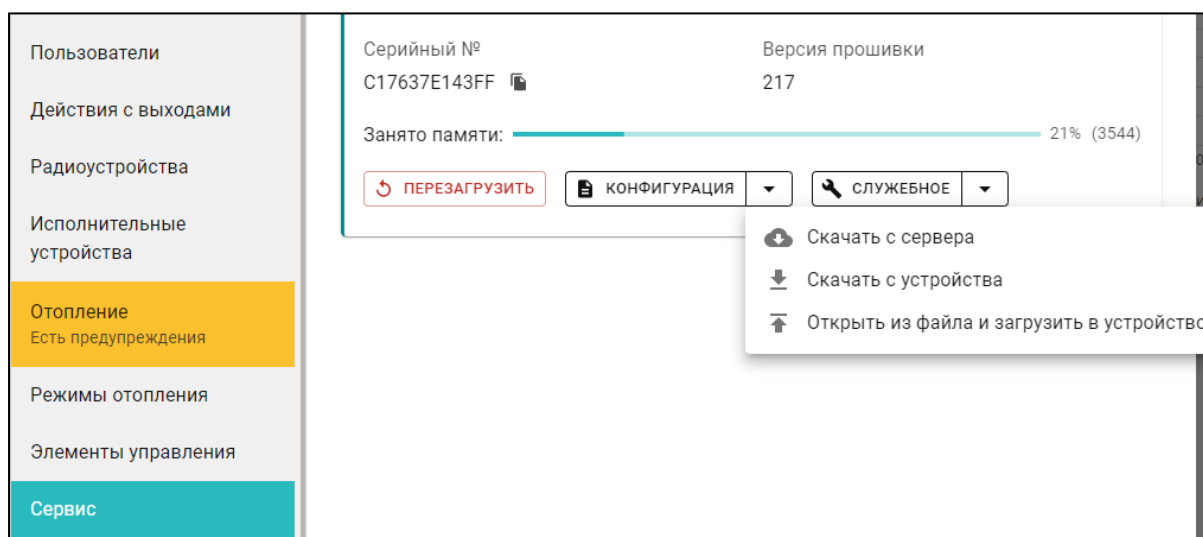 Пользователи
Действия с выходами
Радиоустройства
Исполнительные
устройства
Отопление
Есть предупреждения
Режимы отопления
Элементы управления
Сервис
Серийный № Версия прошивки
C17637E143FF 217
Занято памяти: 21% (3544)
ПЕРЕЗАГРУЗИТЬ КОНФИГУРАЦИЯ СЛУЖЕБНОЕ
Скачать с сервера
Скачать с устройства
Открыть из файла и загрузить в устройство